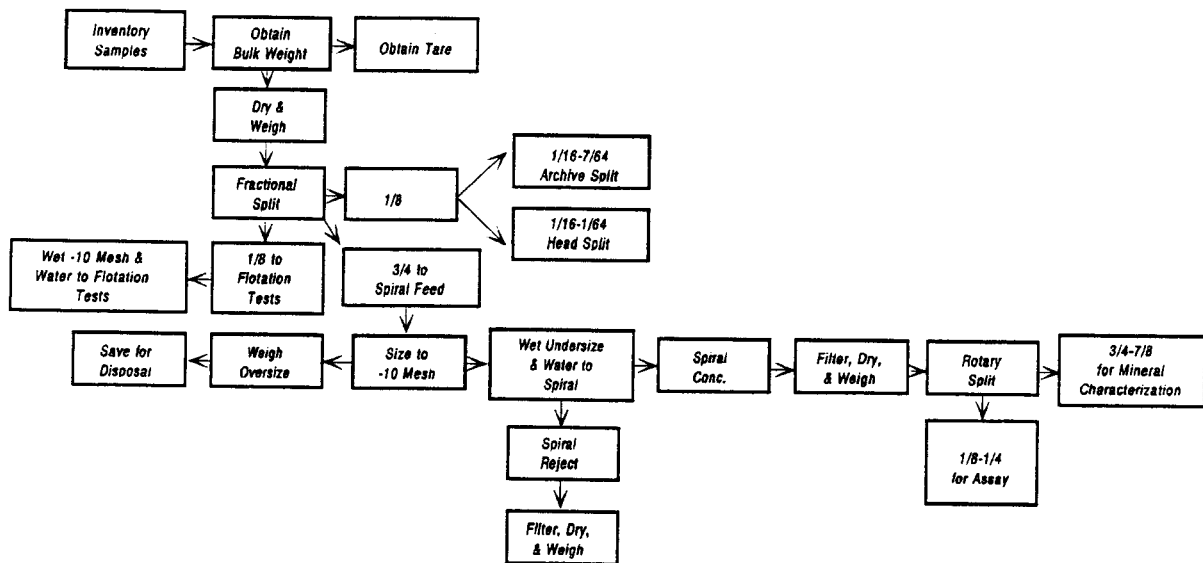 Inventory
Samples
Obtain
Bulk Weight
Obtain Tare
Dry &
Weigh
Fractional
Split
1/8
1/16-7/64
Archive Split
1/16-1/64
Head Split
Wet -10 Mesh &
Water to Flotation
Tests
1/8 to
Flotation
Tests
3/4 to
Spiral Feed
Save for
Disposal
Weigh
Oversize
Size to
-10 Mesh
Wet Undersize
& Water to
Spiral
Spiral
Conc.
Filter, Dry,
& Weigh
Rotary
Split
3/4-7/8
for Mineral
Characterization
Spiral
Reject
1/8-1/4
for Assay
Filter, Dry,
& Weigh